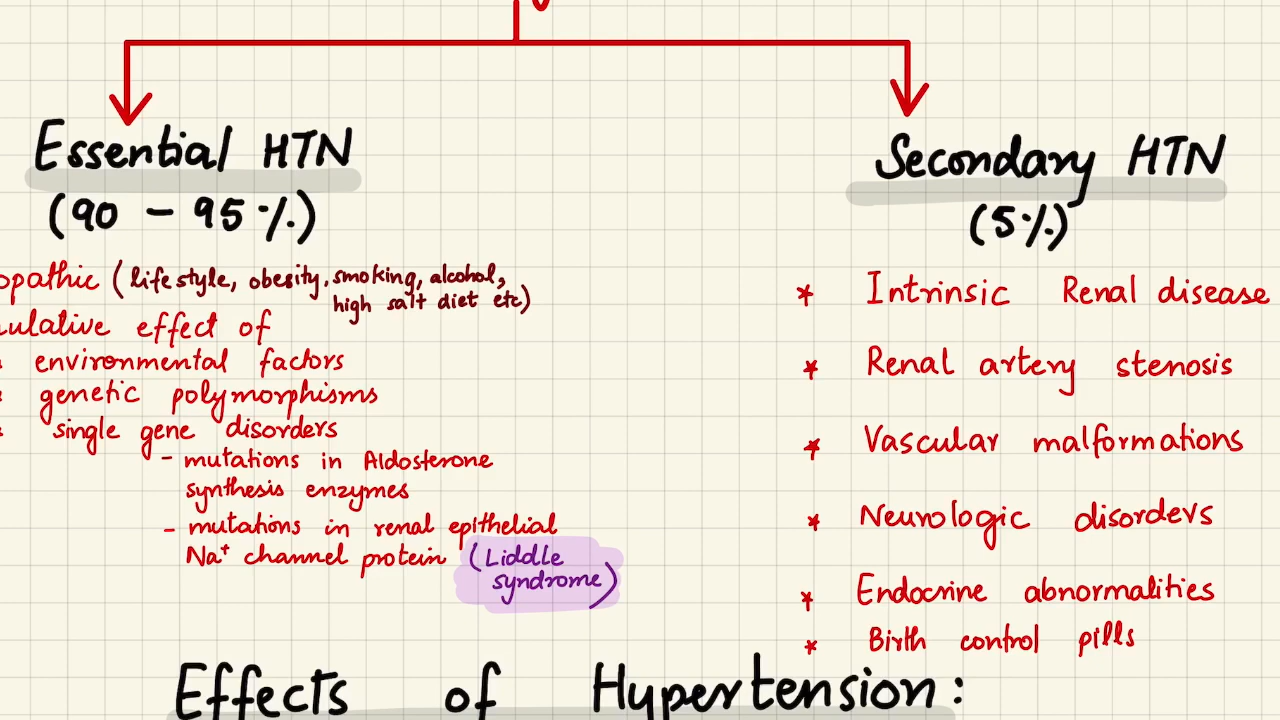 Essential HTN
(90 - 95%)
opathic (lifestyle, obesity, smoking, alcohol,
high salt diet etc)
ulative effect of
environmental factors
genetic polymorphisms
single gene disorders
- mutations in Aldosterone
synthesis enzymes
- mutations in renal epithelial
Na⁺ channel protein (Liddle
syndrome)
Secondary HTN
(5%)
* Intrinsic Renal disease
* Renal artery stenosis
* Vascular malformations
* Neurologic disorders
* Endocrine abnormalities
* Birth control pills
Effects of Hypertension: